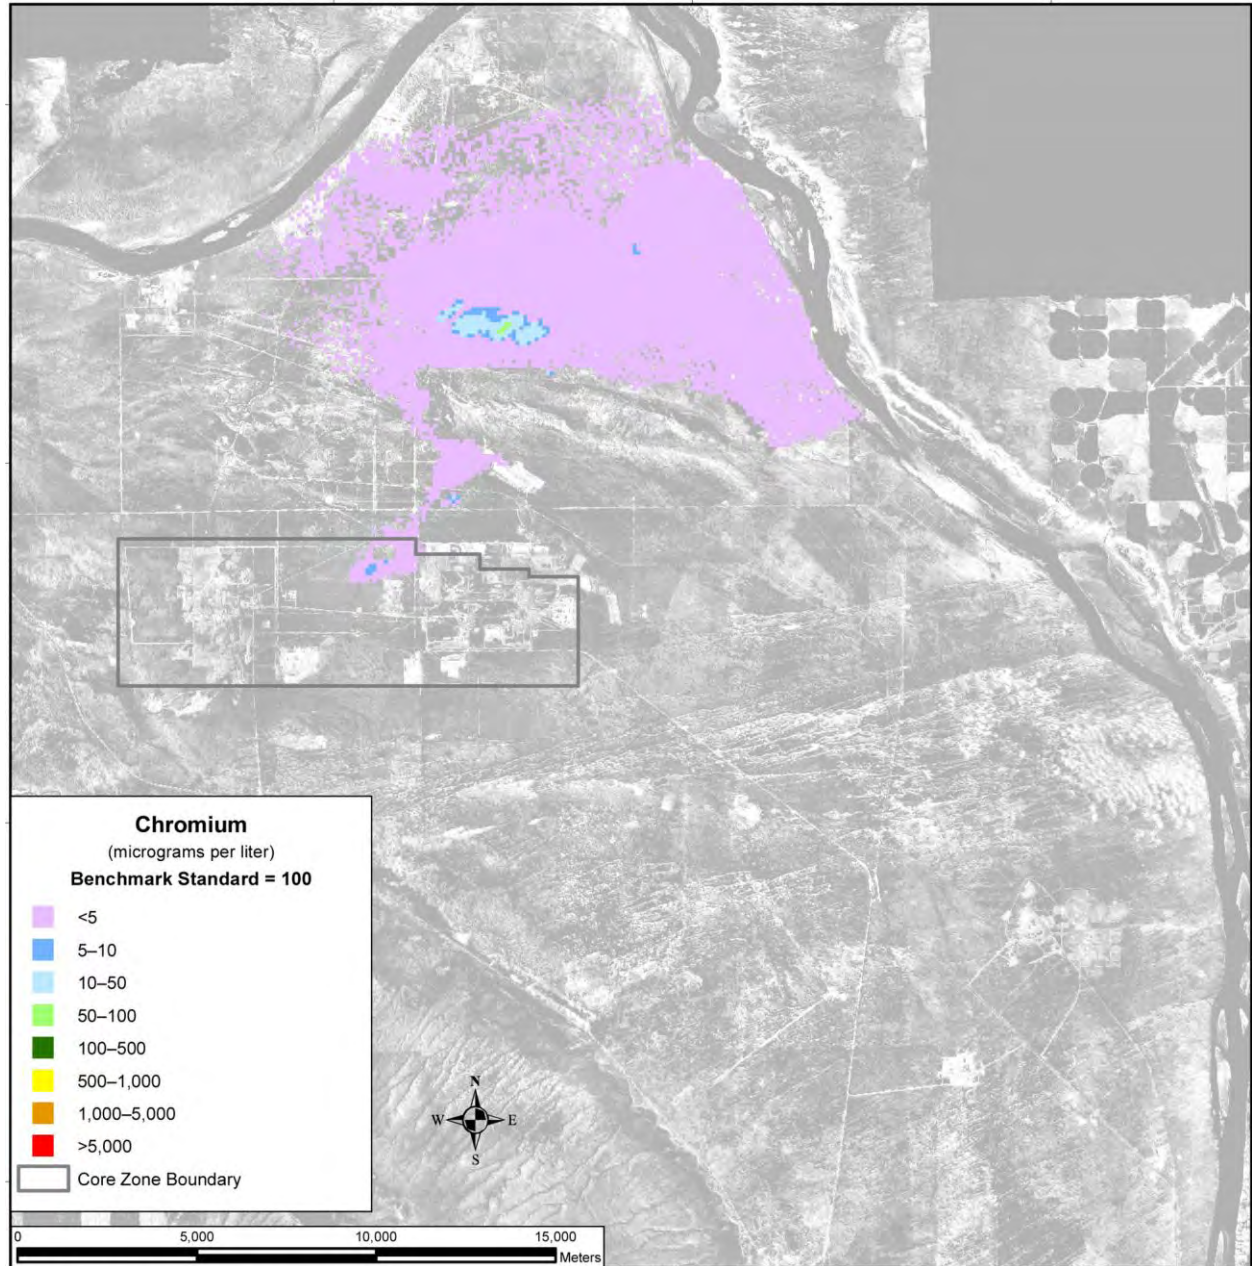 Chromium
(micrograms per liter)
Benchmark Standard = 100
<5
5–10
10–50
50–100
100–500
500–1,000
1,000–5,000
>5,000
Core Zone Boundary
N
W E
S
0 5,000 10,000 15,000
Meters